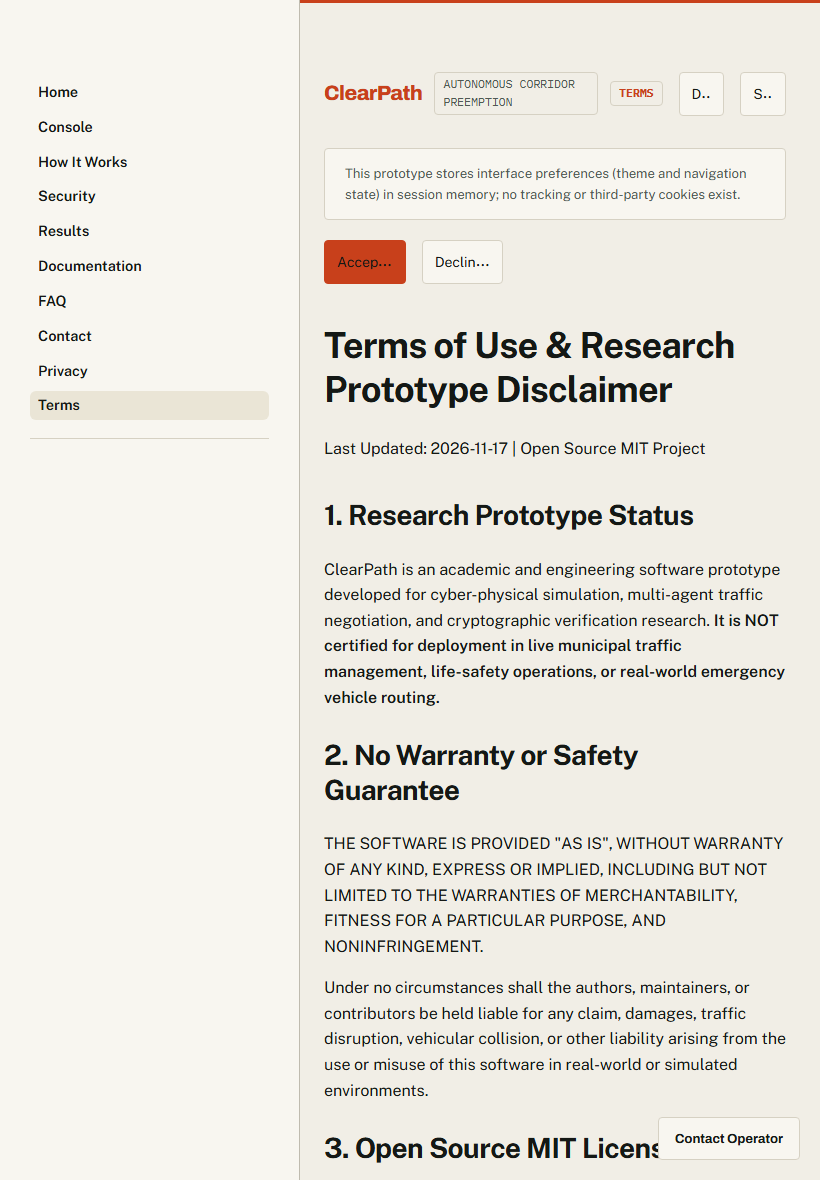 Home
Console
How It Works
Security
Results
Documentation
FAQ
Contact
Privacy
Terms
ClearPath
AUTONOMOUS CORRIDOR
PREEMPTION
TERMS
D..
S..
This prototype stores interface preferences (theme and navigation
state) in session memory; no tracking or third-party cookies exist.
Accep...
Declin...
Terms of Use & Research
Prototype Disclaimer
Last Updated: 2026-11-17 | Open Source MIT Project
1. Research Prototype Status
ClearPath is an academic and engineering software prototype
developed for cyber-physical simulation, multi-agent traffic
negotiation, and cryptographic verification research. It is NOT
certified for deployment in live municipal traffic
management, life-safety operations, or real-world emergency
vehicle routing.
2. No Warranty or Safety
Guarantee
THE SOFTWARE IS PROVIDED "AS IS", WITHOUT WARRANTY
OF ANY KIND, EXPRESS OR IMPLIED, INCLUDING BUT NOT
LIMITED TO THE WARRANTIES OF MERCHANTABILITY,
FITNESS FOR A PARTICULAR PURPOSE, AND
NONINFRINGEMENT.
Under no circumstances shall the authors, maintainers, or
contributors be held liable for any claim, damages, traffic
disruption, vehicular collision, or other liability arising from the
use or misuse of this software in real-world or simulated
environments.
3. Open Source MIT Licens
Contact Operator